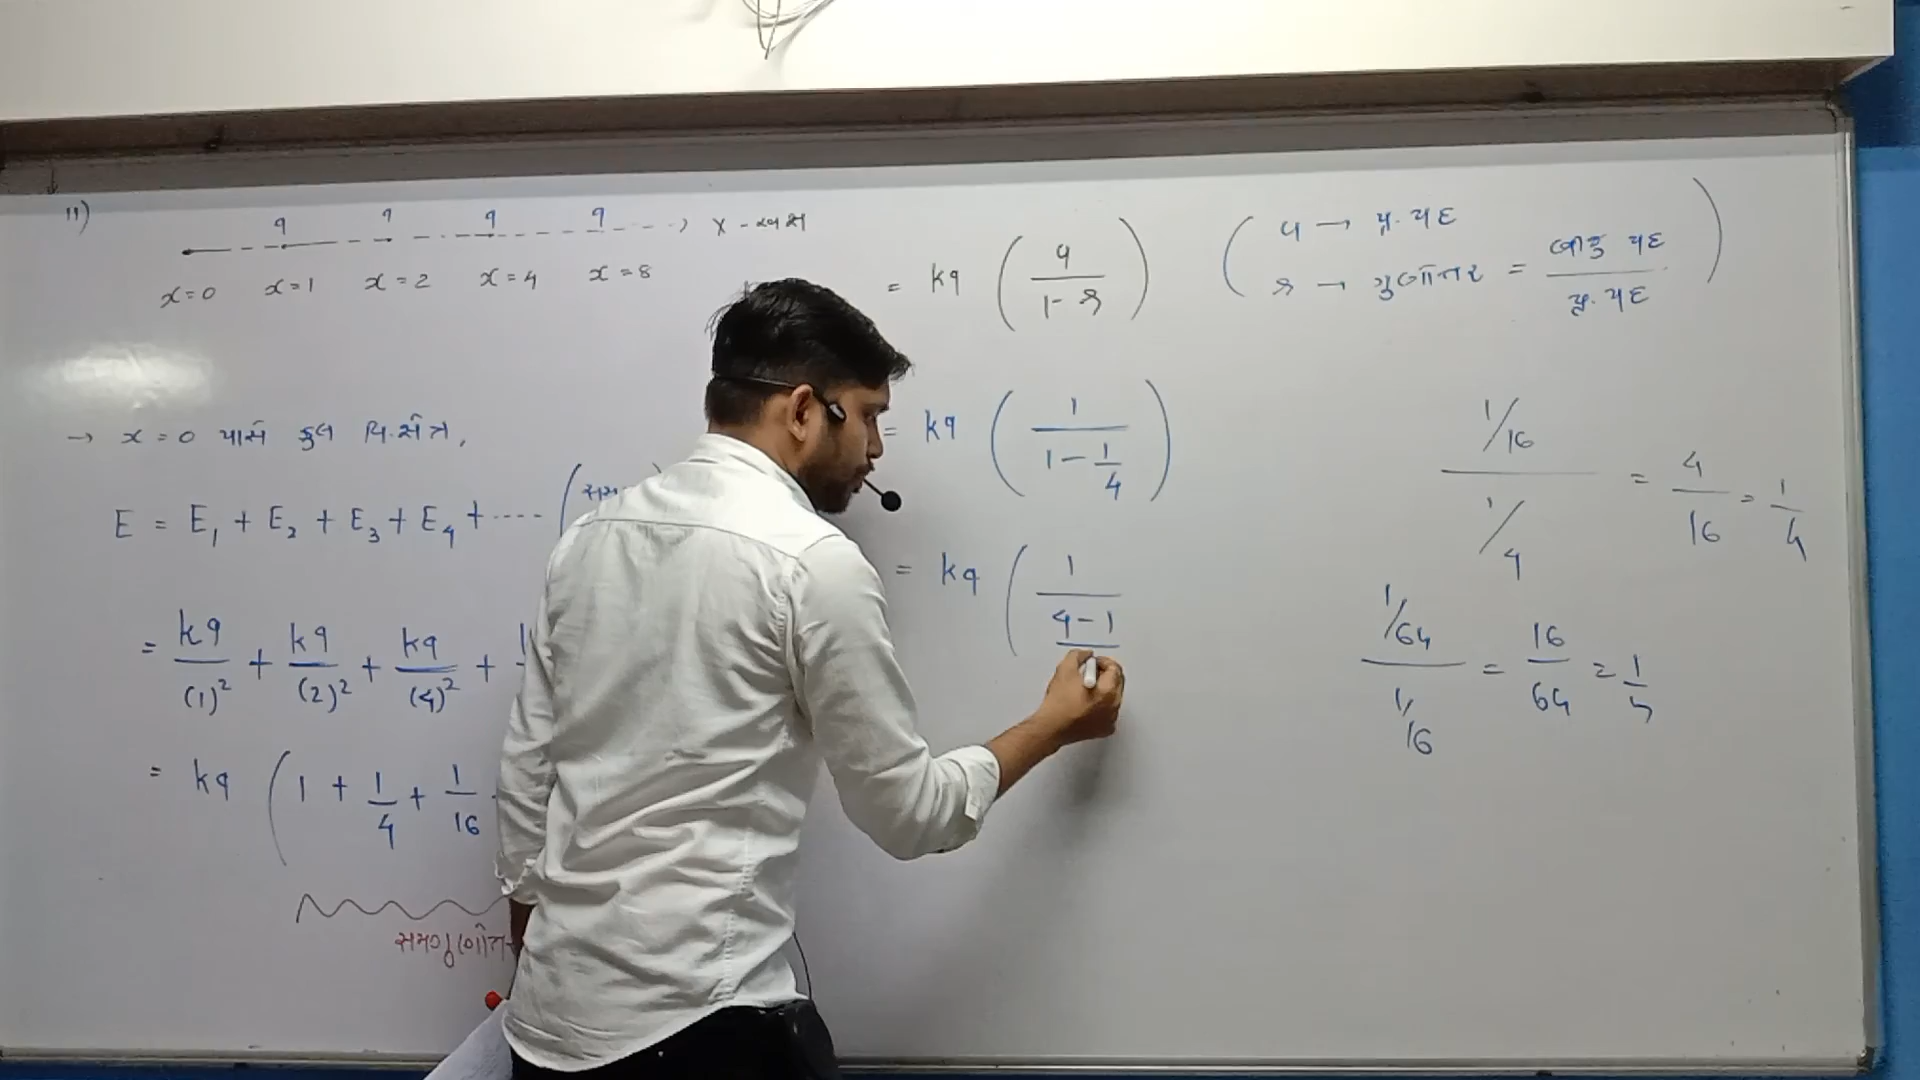 11)
q q q q
x - અક્ષ
x=0 x=1 x=2 x=4 x=8
→ x=0 પાસે કુલ વિ.ક્ષેત્ર,
E = E₁ + E₂ + E₃ + E₄ + ----
= kq/(1)² + kq/(2)² + kq/(4)² +
= kq ( 1 + 1/4 + 1/16
સમગુણોત્ત
= kq ( a / 1-r )
= kq ( 1 / 1 - 1/4 )
= kq ( 1 / 4-1
( a → પ્ર. પદ
r → ગુણોત્તર = બીજુ પદ / પ્ર. પદ )
1/16 / 1/4 = 4/16 = 1/4
1/64 / 1/16 = 16/64 = 1/4